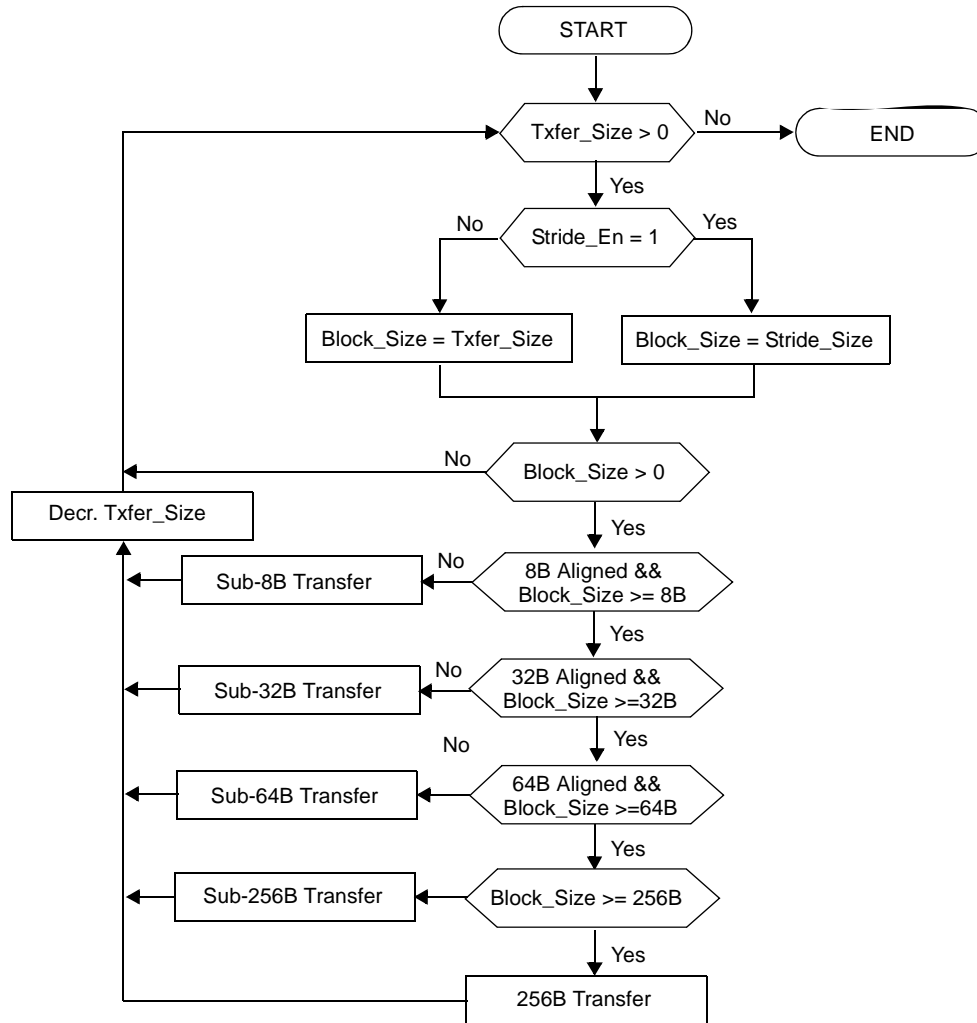 START
Txfer_Size > 0
No
END
Yes
No
Stride_En = 1
Yes
Block_Size = Txfer_Size
Block_Size = Stride_Size
No
Block_Size > 0
Decr. Txfer_Size
Yes
Sub-8B Transfer
No
8B Aligned &&
Block_Size >= 8B
Yes
Sub-32B Transfer
No
32B Aligned &&
Block_Size >=32B
Yes
No
Sub-64B Transfer
64B Aligned &&
Block_Size >=64B
Yes
Sub-256B Transfer
Block_Size >= 256B
Yes
256B Transfer